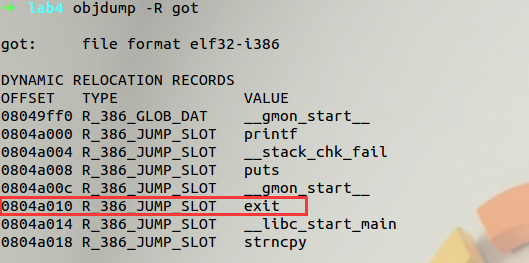 → lab4 objdump -R got
got:     file format elf32-i386
DYNAMIC RELOCATION RECORDS
OFFSET   TYPE              VALUE
08049ff0 R_386_GLOB_DAT    __gmon_start__
0804a000 R_386_JUMP_SLOT   printf
0804a004 R_386_JUMP_SLOT   __stack_chk_fail
0804a008 R_386_JUMP_SLOT   puts
0804a00c R_386_JUMP_SLOT   __gmon_start__
0804a010 R_386_JUMP_SLOT   exit
0804a014 R_386_JUMP_SLOT   __libc_start_main
0804a018 R_386_JUMP_SLOT   strncpy